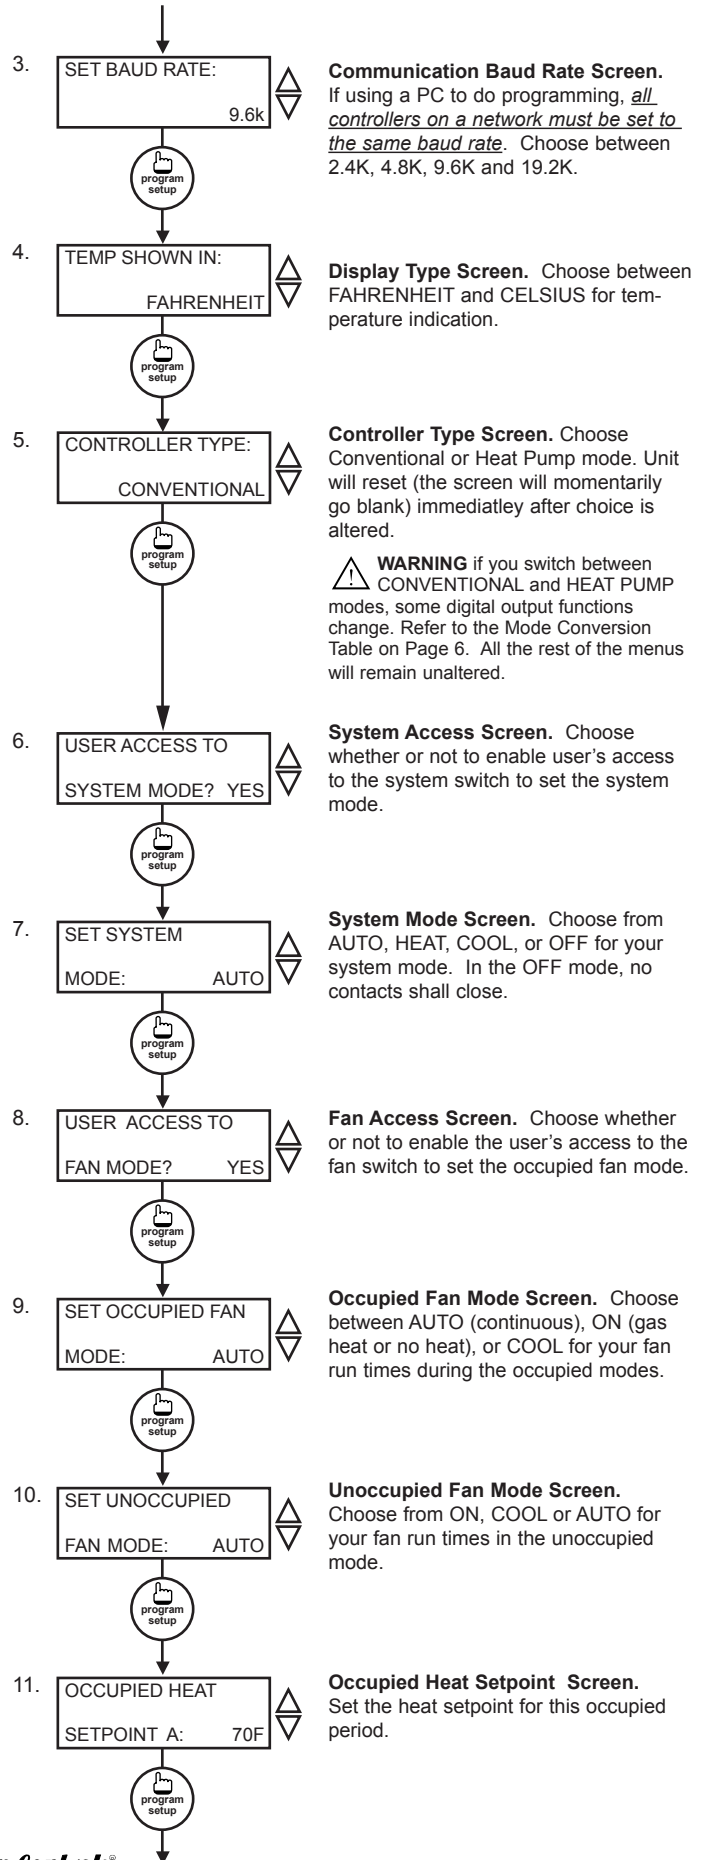 3.
SET BAUD RATE:
9.6k
Communication Baud Rate Screen.
If using a PC to do programming, all
controllers on a network must be set to
the same baud rate. Choose between
2.4K, 4.8K, 9.6K and 19.2K.
program
setup
4.
TEMP SHOWN IN:
FAHRENHEIT
Display Type Screen. Choose between
FAHRENHEIT and CELSIUS for tem-
perature indication.
program
setup
5.
CONTROLLER TYPE:
CONVENTIONAL
Controller Type Screen. Choose
Conventional or Heat Pump mode. Unit
will reset (the screen will momentarily
go blank) immediatley after choice is
altered.
program
setup
! WARNING if you switch between
CONVENTIONAL and HEAT PUMP
modes, some digital output functions
change. Refer to the Mode Conversion
Table on Page 6. All the rest of the menus
will remain unaltered.
6.
USER ACCESS TO
SYSTEM MODE? YES
System Access Screen. Choose
whether or not to enable user's access
to the system switch to set the system
mode.
program
setup
7.
SET SYSTEM
MODE: AUTO
System Mode Screen. Choose from
AUTO, HEAT, COOL, or OFF for your
system mode. In the OFF mode, no
contacts shall close.
program
setup
8.
USER ACCESS TO
FAN MODE? YES
Fan Access Screen. Choose whether
or not to enable the user's access to the
fan switch to set the occupied fan mode.
program
setup
9.
SET OCCUPIED FAN
MODE: AUTO
Occupied Fan Mode Screen. Choose
between AUTO (continuous), ON (gas
heat or no heat), or COOL for your fan
run times during the occupied modes.
program
setup
10.
SET UNOCCUPIED
FAN MODE: AUTO
Unoccupied Fan Mode Screen.
Choose from ON, COOL or AUTO for
your fan run times in the unoccupied
mode.
program
setup
11.
OCCUPIED HEAT
SETPOINT A: 70F
Occupied Heat Setpoint Screen.
Set the heat setpoint for this occupied
period.
program
setup